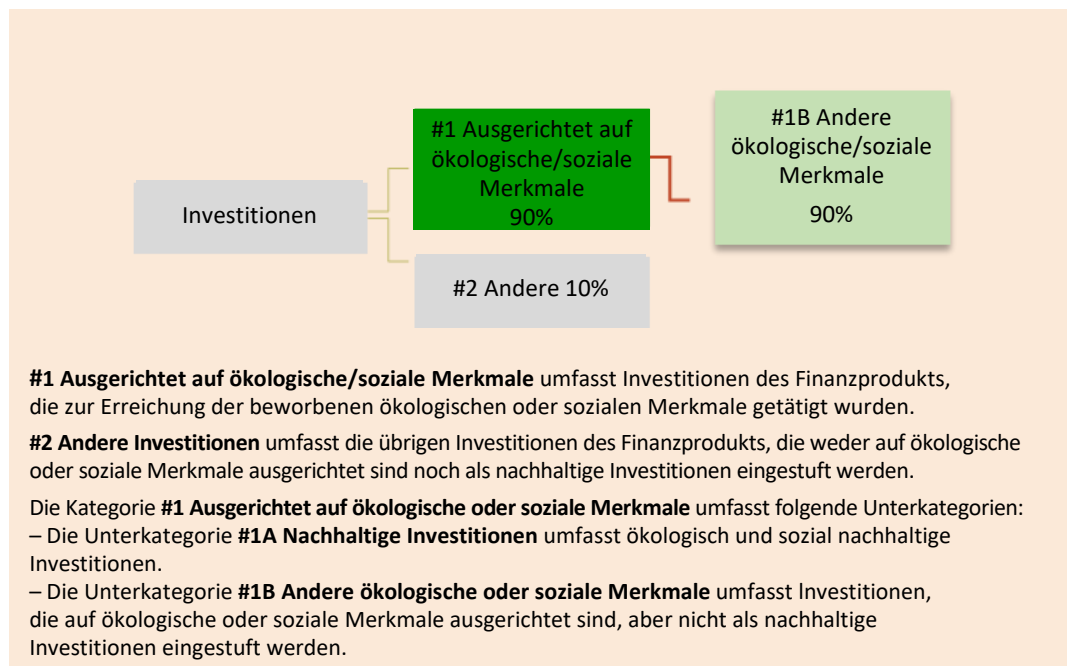 #1 Ausgerichtet auf
ökologische/soziale
Merkmale
90%
#1B Andere
ökologische/soziale
Merkmale
90%
Investitionen
#2 Andere 10%
#1 Ausgerichtet auf ökologische/soziale Merkmale umfasst Investitionen des Finanzprodukts,
die zur Erreichung der beworbenen ökologischen oder sozialen Merkmale getätigt wurden.
#2 Andere Investitionen umfasst die übrigen Investitionen des Finanzprodukts, die weder auf ökologische
oder soziale Merkmale ausgerichtet sind noch als nachhaltige Investitionen eingestuft werden.
Die Kategorie #1 Ausgerichtet auf ökologische oder soziale Merkmale umfasst folgende Unterkategorien:
– Die Unterkategorie #1A Nachhaltige Investitionen umfasst ökologisch und sozial nachhaltige
Investitionen.
– Die Unterkategorie #1B Andere ökologische oder soziale Merkmale umfasst Investitionen,
die auf ökologische oder soziale Merkmale ausgerichtet sind, aber nicht als nachhaltige
Investitionen eingestuft werden.